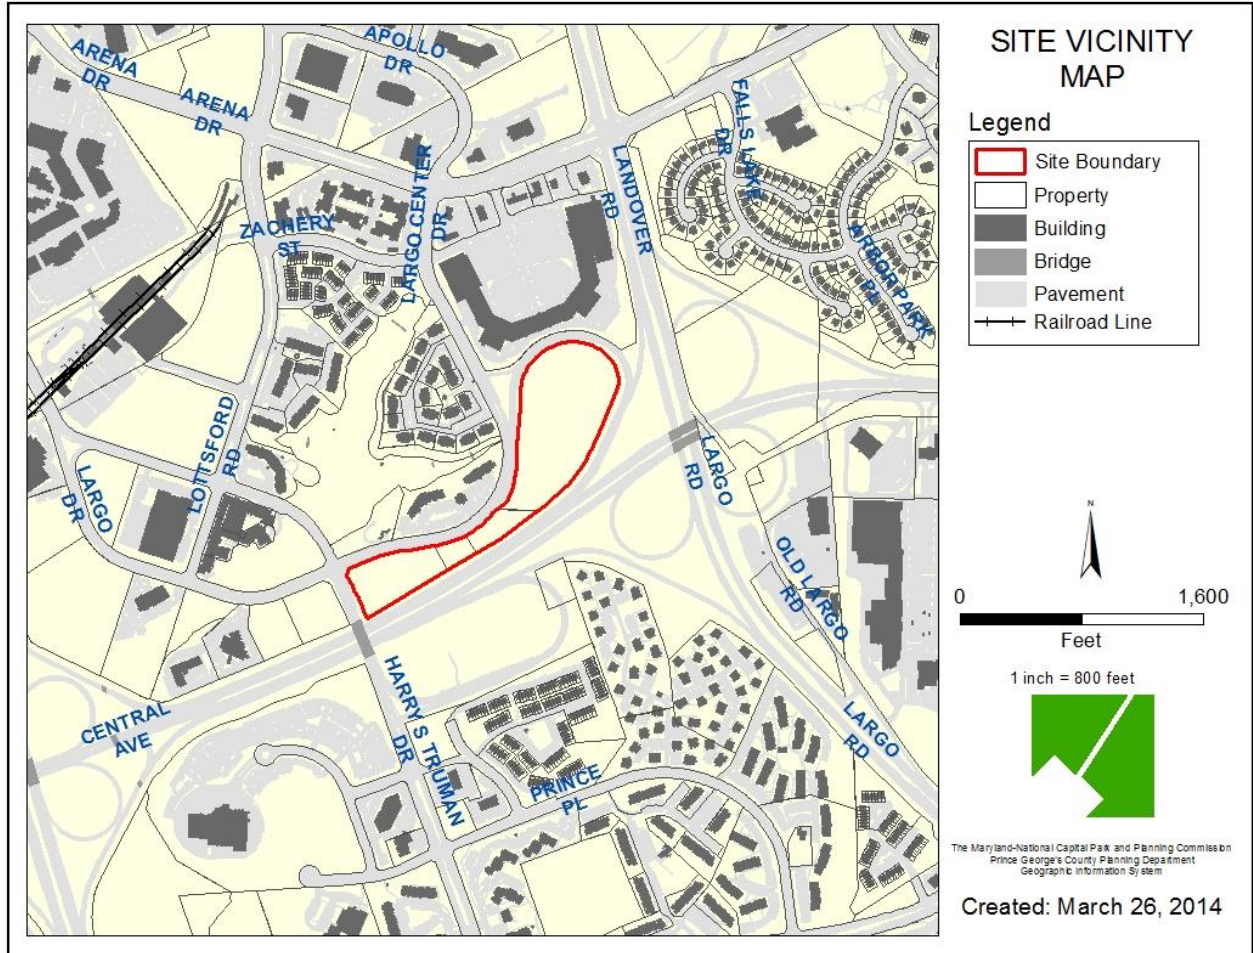 SITE VICINITY
MAP
Legend
Site Boundary
Property
Building
Bridge
Pavement
Railroad Line
N
0 1,600
Feet
1 inch = 800 feet
The Maryland-National Capital Park and Planning Commission
Prince George's County Planning Department
Geographic Information System
Created: March 26, 2014
ARENA
DR
APOLLO
DR
ARENA
DR
FALLS LAKE
DR
LANDOVER
RD
LARGO CENTER
DR
ZACHERY
ST
ARBOR PARK
PL
LOTTSFORD
RD
LARGO
DR
LARGO
RD
OLD LARGO
RD
HARRY S TRUMAN
DR
CENTRAL
AVE
PRINCE
PL
LARGO
RD